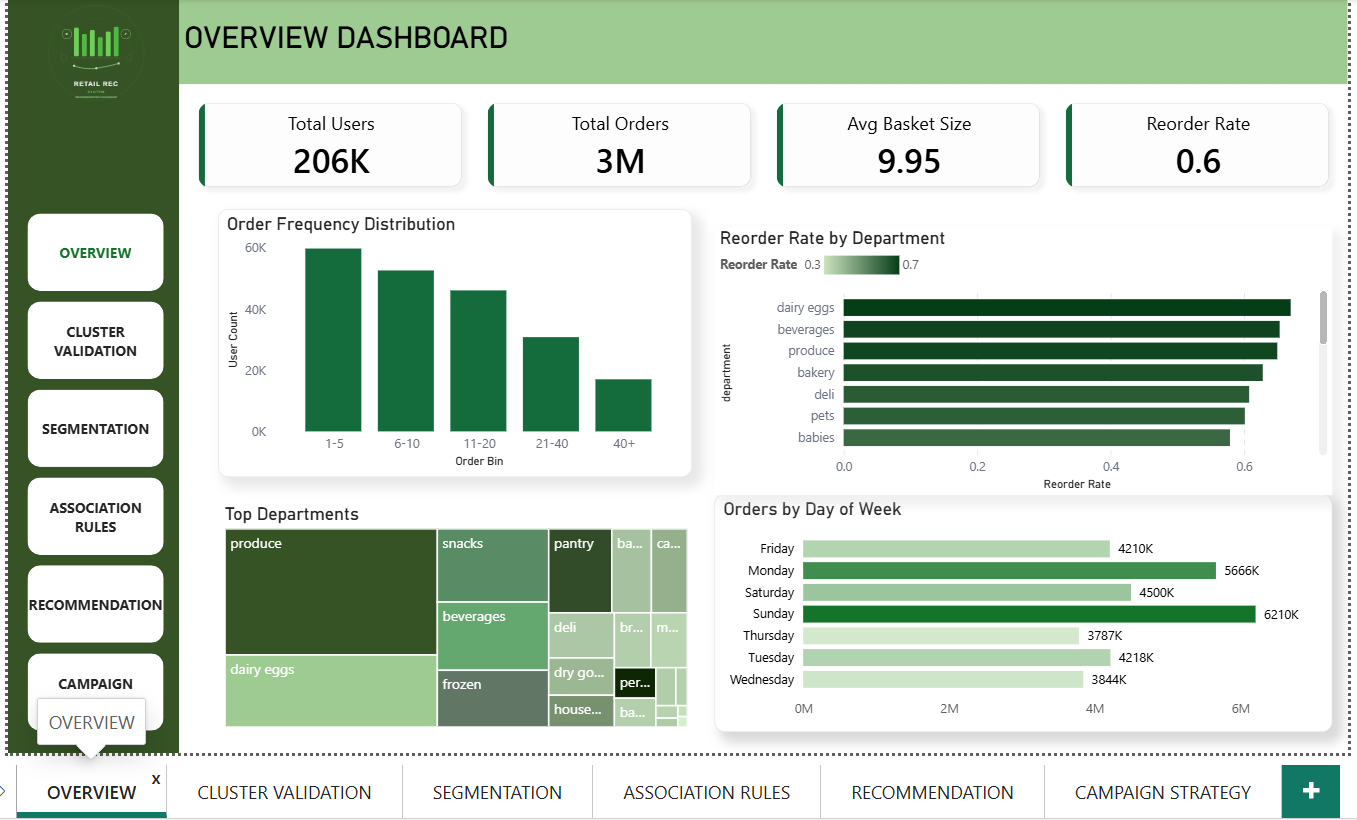 RETAIL REC
OVERVIEW DASHBOARD
Total Users
206K
Total Orders
3M
Avg Basket Size
9.95
Reorder Rate
0.6
OVERVIEW
CLUSTER
VALIDATION
SEGMENTATION
ASSOCIATION
RULES
RECOMMENDATION
CAMPAIGN
OVERVIEW
Order Frequency Distribution
User Count
60K
40K
20K
0K
1-5
6-10
11-20
21-40
40+
Order Bin
Reorder Rate by Department
Reorder Rate 0.3 0.7
department
dairy eggs
beverages
produce
bakery
deli
pets
babies
0.0
0.2
0.4
0.6
Reorder Rate
Top Departments
produce
dairy eggs
snacks
beverages
frozen
pantry
ba...
ca...
deli
br...
m...
dry go...
per...
house...
ba...
Orders by Day of Week
Friday 4210K
Monday 5666K
Saturday 4500K
Sunday 6210K
Thursday 3787K
Tuesday 4218K
Wednesday 3844K
0M
2M
4M
6M
OVERVIEW x
CLUSTER VALIDATION
SEGMENTATION
ASSOCIATION RULES
RECOMMENDATION
CAMPAIGN STRATEGY
+